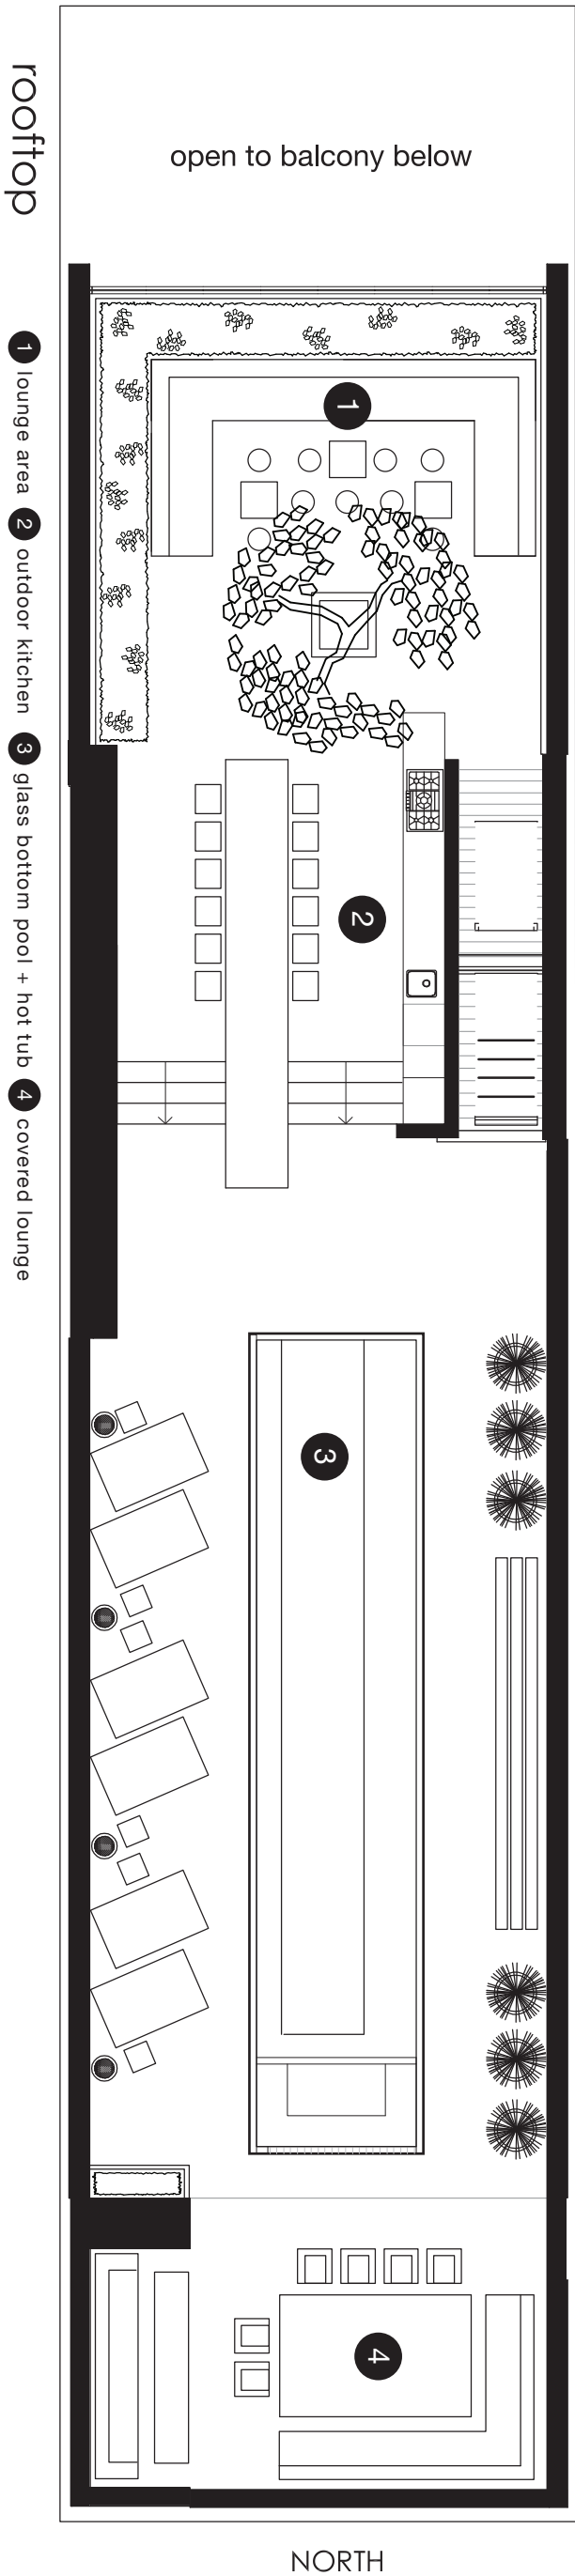 rooftop
1 lounge area 2 outdoor kitchen 3 glass bottom pool + hot tub 4 covered lounge
open to balcony below
1
2
3
4
NORTH